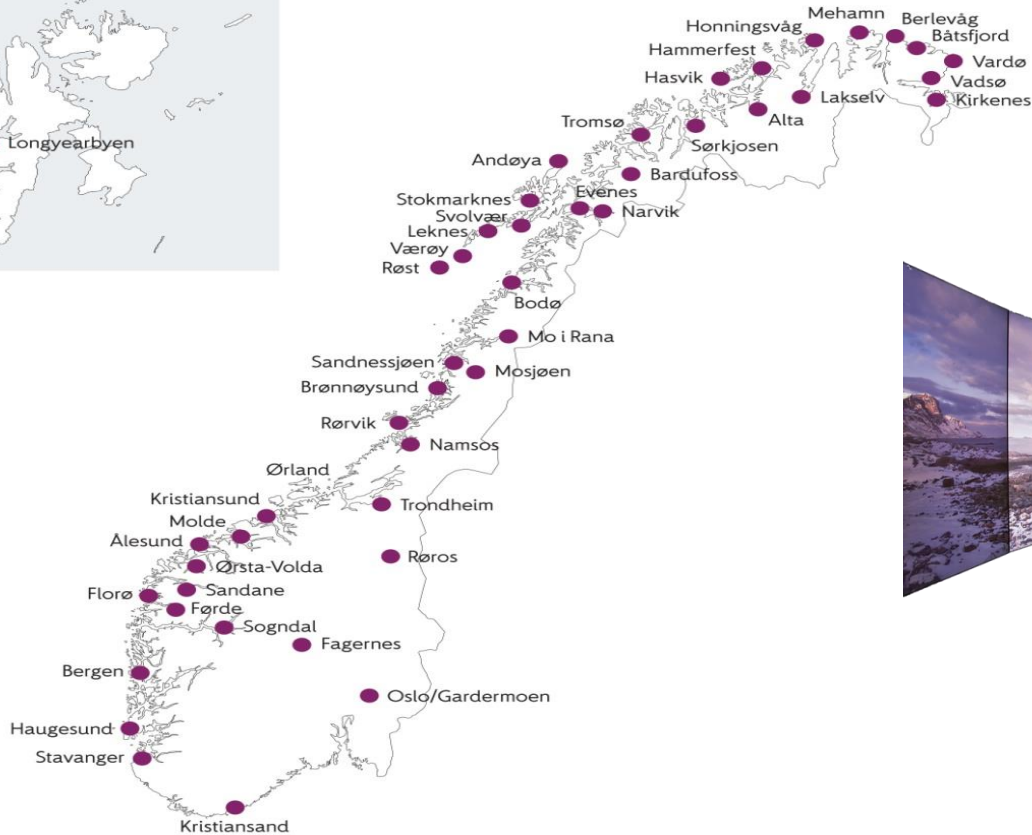 Mehamn
Berlevåg
Honningsvåg
Båtsfjord
Hammerfest
Vardø
Hasvik
Vadsø
Lakselv
Kirkenes
Alta
Tromsø
Sørkjosen
Longyearbyen
Andøya
Bardufoss
Evenes
Stokmarknes
Narvik
Svolvær
Leknes
Værøy
Røst
Bodø
Mo i Rana
Sandnessjøen
Mosjøen
Brønnøysund
Rørvik
Namsos
Ørland
Kristiansund
Trondheim
Molde
Ålesund
Røros
Ørsta-Volda
Sandane
Florø
Førde
Sogndal
Fagernes
Bergen
Oslo/Gardermoen
Haugesund
Stavanger
Kristiansand